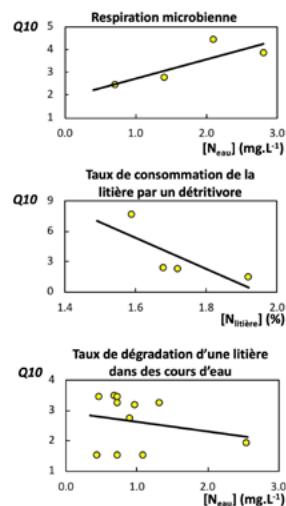 Respiration microbienne
Q10
5
4
3
2
1
0.0 1.0 2.0 3.0
[Neau] (mg.L-1)
Taux de consommation de la
litière par un détritivore
Q10
9
6
3
0
1.4 1.6 1.8 2.0
[Nlitière] (%)
Taux de dégradation d'une litière
dans des cours d'eau
Q10
4
3
2
1
0.0 1.0 2.0 3.0
[Neau] (mg.L-1)